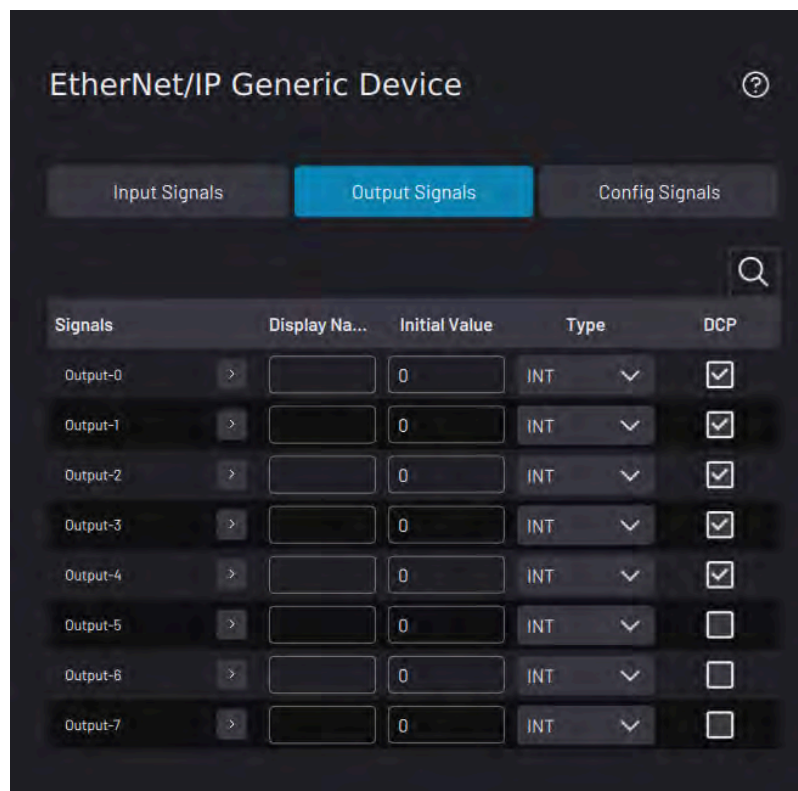 EtherNet/IP Generic Device
Input Signals Output Signals Config Signals
Signals Display Na... Initial Value Type DCP
Output-0 0 INT
Output-1 0 INT
Output-2 0 INT
Output-3 0 INT
Output-4 0 INT
Output-5 0 INT
Output-6 0 INT
Output-7 0 INT